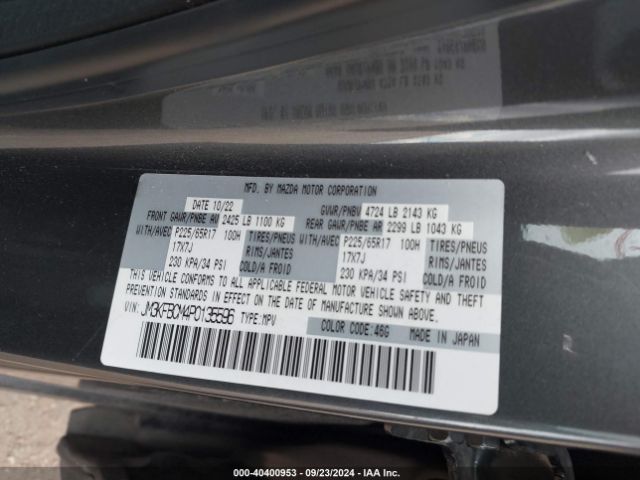 MFD. BY MAZDA MOTOR CORPORATION
DATE 10/22 GVWR/PNBV 4724 LB 2143 KG
FRONT GAWR/PNBE AV 2425 LB 1100 KG REAR GAWR/PNBE AR 2299 LB 1043 KG
WITH/AVEC P225/65R17 100H TIRES/PNEUS WITH/AVEC P225/65R17 100H TIRES/PNEUS
17X7J RIMS/JANTES 17X7J RIMS/JANTES
230 KPA/34 PSI COLD/A FROID 230 KPA/34 PSI COLD/A FROID
THIS VEHICLE CONFORMS TO ALL APPLICABLE FEDERAL MOTOR VEHICLE SAFETY AND THEFT
PREVENTION STANDARDS IN EFFECT ON THE DATE OF MANUFACTURE SHOWN ABOVE.
VIN: JM3KFBCM4P0135596 TYPE:MPV COLOR CODE:46G MADE IN JAPAN
000-40400953 - 09/23/2024 - IAA Inc.